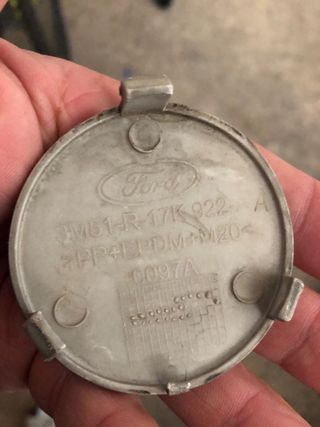 Ford
3M51-R-17K 922- A
>PP+EPDM-M20<
0097A